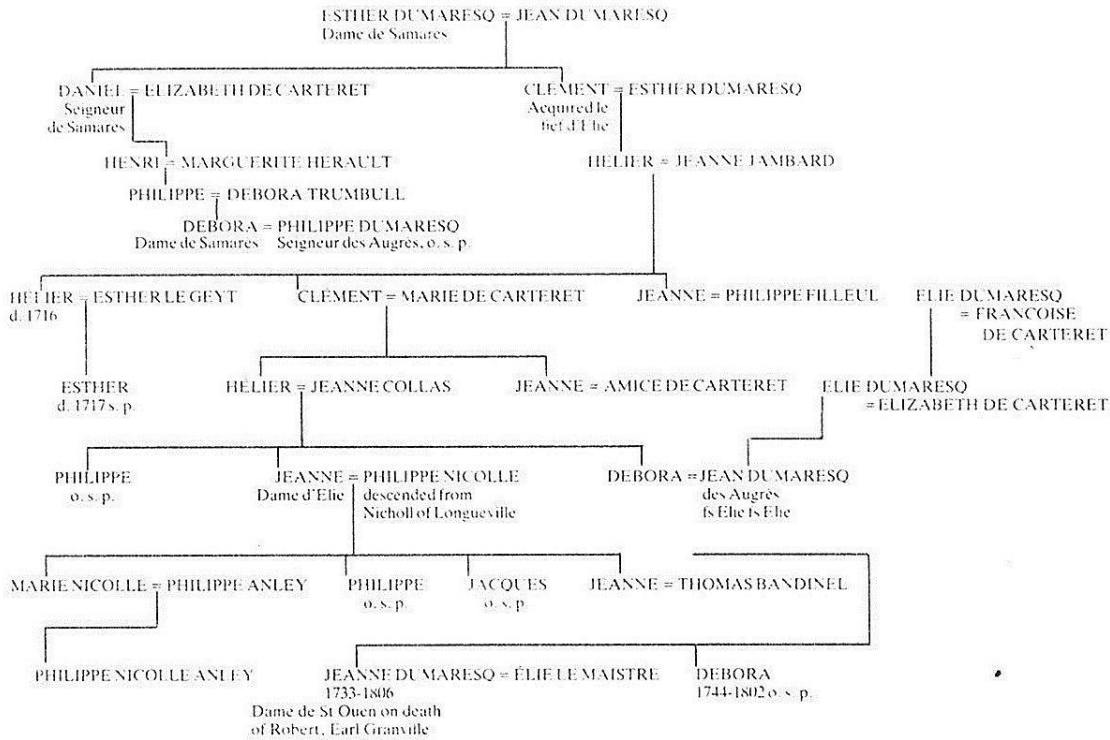 ESTHER DUMARESQ = JEAN DUMARESQ
Dame de Samares
DANIEL = ELIZABETH DE CARTERET
Seigneur
de Samares
CLEMENT = ESTHER DUMARESQ
Acquired le
fief d'Elie
HENRI = MARGUERITE HERAULT
HELIER = JEANNE JAMBARD
PHILIPPE = DEBORA TRUMBULL
DEBORA = PHILIPPE DUMARESQ
Dame de Samares Seigneur des Augrès, o. s. p.
HELIER = ESTHER LE GEYT
d. 1716
CLÉMENT = MARIE DE CARTERET
JEANNE = PHILIPPE FILLEUL
ELIE DUMARESQ
= FRANCOISE
DE CARTERET
ESTHER
d. 1717 s. p.
HELIER = JEANNE COLLAS
JEANNE = AMICE DE CARTERET
ELIE DUMARESQ
= ELIZABETH DE CARTERET
PHILIPPE
o. s. p.
JEANNE = PHILIPPE NICOLLE
Dame d'Elie descended from
Nicholl of Longueville
DEBORA = JEAN DUMARESQ
des Augrès
fs Elie fs Elie
MARIE NICOLLE = PHILIPPE ANLEY
PHILIPPE
o. s. p.
JACQUES
o. s. p.
JEANNE = THOMAS BANDINEL
PHILIPPE NICOLLE ANLEY
JEANNE DUMARESQ = ÉLIE LE MAISTRE
1733-1806
Dame de St Ouen on death
of Robert, Earl Granville
DEBORA
1744-1802 o. s. p.